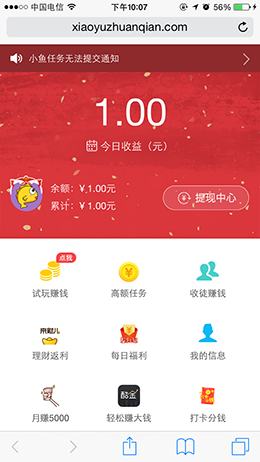 中国电信 下午10:07 56%
xiaoyuzhuanqian.com
小鱼任务无法提交通知
1.00
今日收益（元）
余额：￥1.00元
累计：￥1.00元
提现中心
点我
试玩赚钱 高额任务 收徒赚钱
理财返利 每日福利 我的信息
酷金
月赚5000 轻松赚大钱 打卡分钱